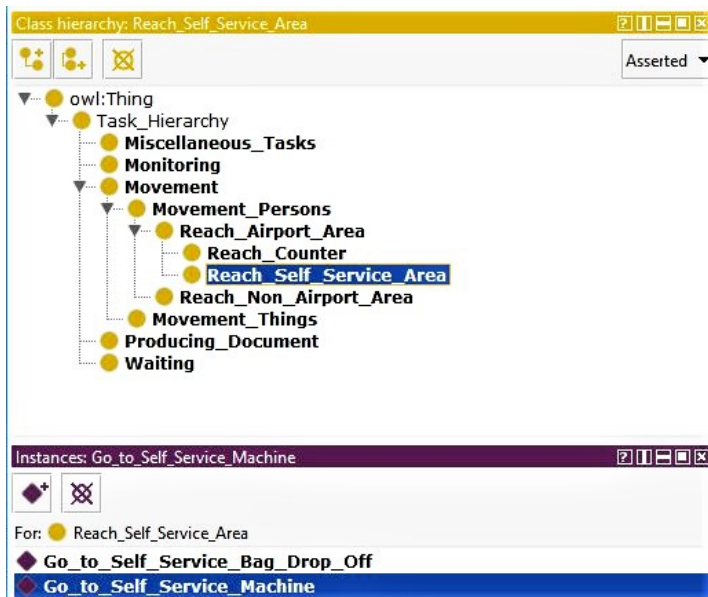 Class hierarchy: Reach_Self_Service_Area
Asserted
owl:Thing
Task_Hierarchy
Miscellaneous_Tasks
Monitoring
Movement
Movement_Persons
Reach_Airport_Area
Reach_Counter
Reach_Self_Service_Area
Reach_Non_Airport_Area
Movement_Things
Producing_Document
Waiting
Instances: Go_to_Self_Service_Machine
For: Reach_Self_Service_Area
Go_to_Self_Service_Bag_Drop_Off
Go_to_Self_Service_Machine